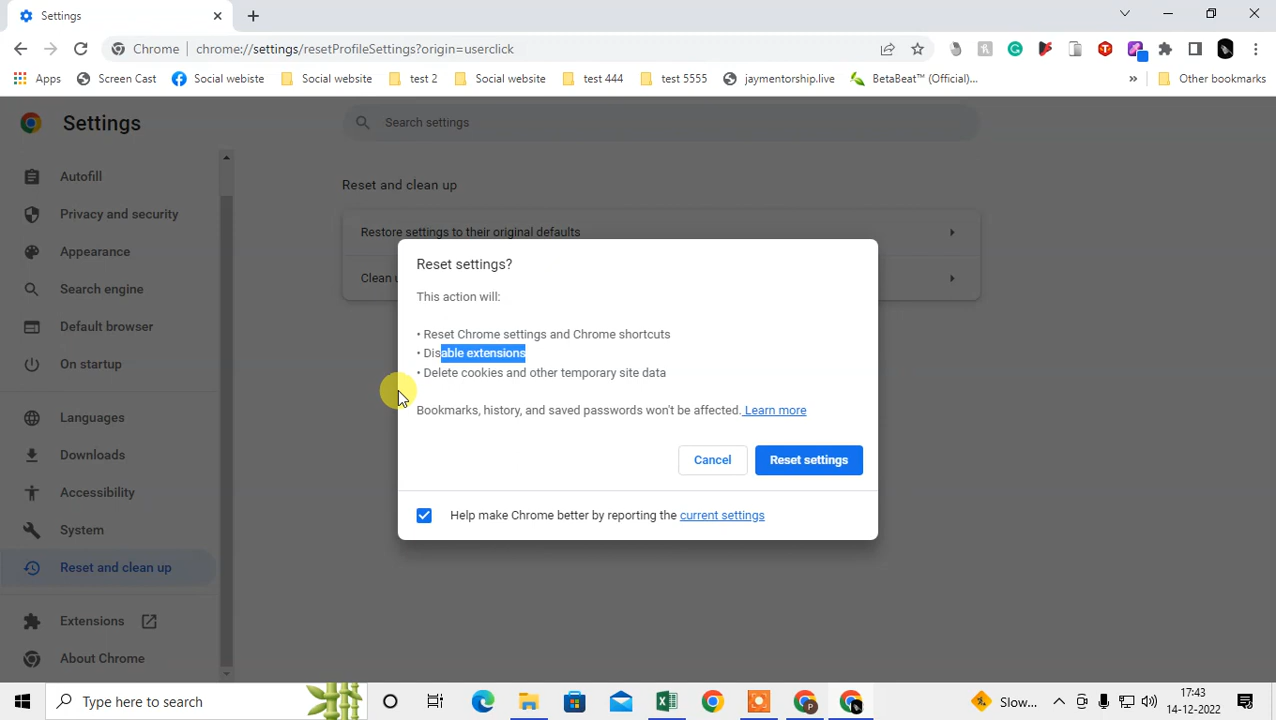 Settings
Chrome chrome://settings/resetProfileSettings?origin=userclick
Apps Screen Cast Social webiste Social website test 2 Social website test 444 test 5555 jaymentorship.live BetaBeat™ (Official)... » Other bookmarks
Settings
Search settings
Autofill
Privacy and security
Appearance
Search engine
Default browser
On startup
Languages
Downloads
Accessibility
System
Reset and clean up
Extensions
About Chrome
Reset and clean up
Restore settings to their original defaults
Clean u
Reset settings?
This action will:
• Reset Chrome settings and Chrome shortcuts
• Disable extensions
• Delete cookies and other temporary site data
Bookmarks, history, and saved passwords won't be affected. Learn more
Cancel Reset settings
Help make Chrome better by reporting the current settings
Type here to search
Slow...
17:43
14-12-2022